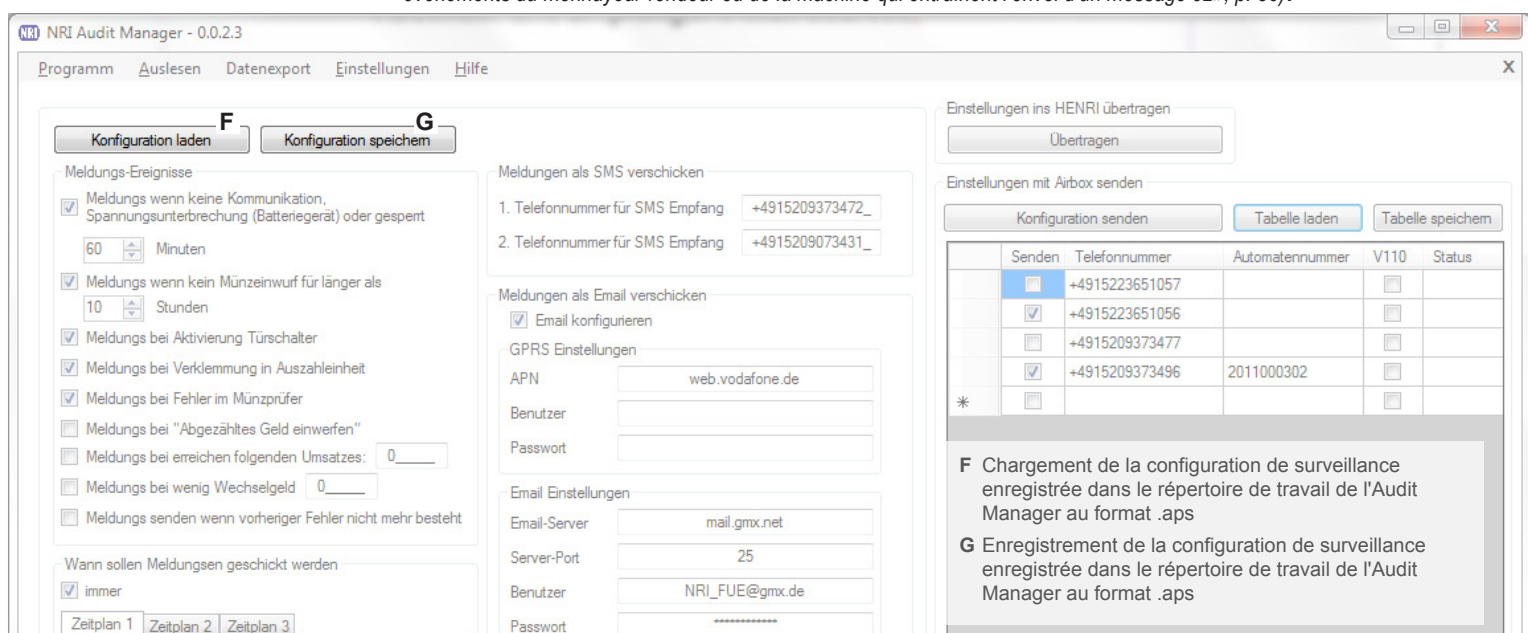 NRI Audit Manager - 0.0.2.3
Programm Auslesen Datenexport Einstellungen Hilfe X
F
G
Konfiguration laden
Konfiguration speichern
Meldungs-Ereignisse
Meldungs wenn keine Kommunikation,
Spannungsunterbrechung (Batteriegerät) oder gesperrt
60 Minuten
Meldungs wenn kein Münzeinwurf für länger als
10 Stunden
Meldungs bei Aktivierung Türschalter
Meldungs bei Verklemmung in Auszahleinheit
Meldungs bei Fehler im Münzprüfer
Meldungs bei "Abgezähltes Geld einwerfen"
Meldungs bei erreichen folgenden Umsatzes: 0_____
Meldungs bei wenig Wechselgeld 0_____
Meldungs senden wenn vorheriger Fehler nicht mehr besteht
Wann sollen Meldungsen geschickt werden
immer
Zeitplan 1 Zeitplan 2 Zeitplan 3
Meldungen als SMS verschicken
1. Telefonnummer für SMS Empfang +4915209373472_
2. Telefonnummer für SMS Empfang +4915209073431_
Meldungen als Email verschicken
Email konfigurieren
GPRS Einstellungen
APN web.vodafone.de
Benutzer
Passwort
Email Einstellungen
Email-Server mail.gmx.net
Server-Port 25
Benutzer NRI_FUE@gmx.de
Passwort ************
Einstellungen ins HENRI übertragen
Übertragen
Einstellungen mit Airbox senden
Konfiguration senden Tabelle laden Tabelle speichern
Senden Telefonnummer Automatennummer V110 Status
+4915223651057
+4915223651056
+4915209373477
+4915209373496 2011000302
*
F Chargement de la configuration de surveillance
enregistrée dans le répertoire de travail de l'Audit
Manager au format .aps
G Enregistrement de la configuration de surveillance
enregistrée dans le répertoire de travail de l'Audit
Manager au format .aps